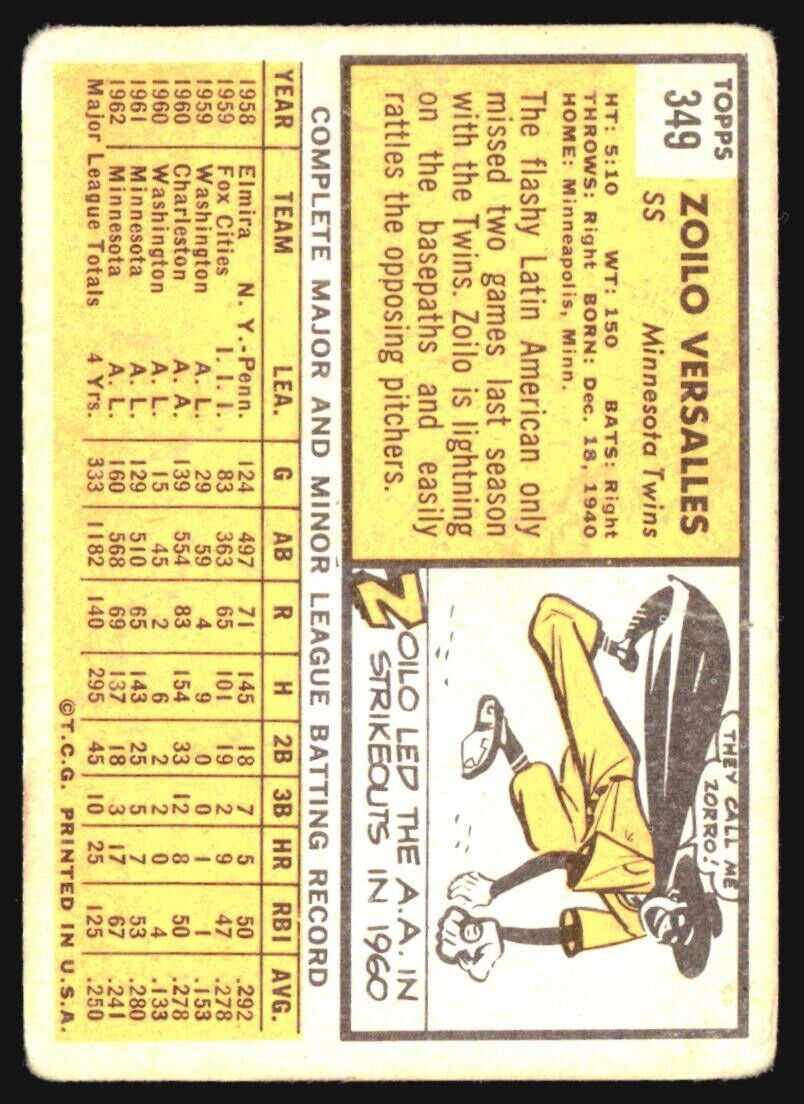 TOPPS
349
ZOILO VERSALLES
SS Minnesota Twins
HT: 5:10 WT: 150 BATS: Right
THROWS: Right BORN: Dec. 18, 1940
HOME: Minneapolis, Minn.
The flashy Latin American only
missed two games last season
with the Twins. Zoilo is lightning
on the basepaths and easily
rattles the opposing pitchers.
THEY CALL ME
ZORRO!
ZOILO LED THE A.A. IN
STRIKEOUTS IN 1960
COMPLETE MAJOR AND MINOR LEAGUE BATTING RECORD
YEAR TEAM LEA. G AB R H 2B 3B HR RBI AVG.
1958 Elmira N. Y.-Penn. 124 497 71 145 18 7 5 50 .292
1959 Fox Cities I. I. I. 83 363 65 101 19 2 9 47 .278
1959 Washington A. L. 29 59 4 9 0 0 1 1 .153
1960 Charleston A. A. 139 554 83 154 33 12 8 50 .278
1960 Washington A. L. 15 45 2 6 2 2 0 4 .133
1961 Minnesota A. L. 129 510 65 143 25 5 7 53 .280
1962 Minnesota A. L. 160 568 69 137 18 3 17 67 .241
Major League Totals 4 Yrs. 333 1182 140 295 45 10 25 125 .250
©T.C.G. PRINTED IN U.S.A.